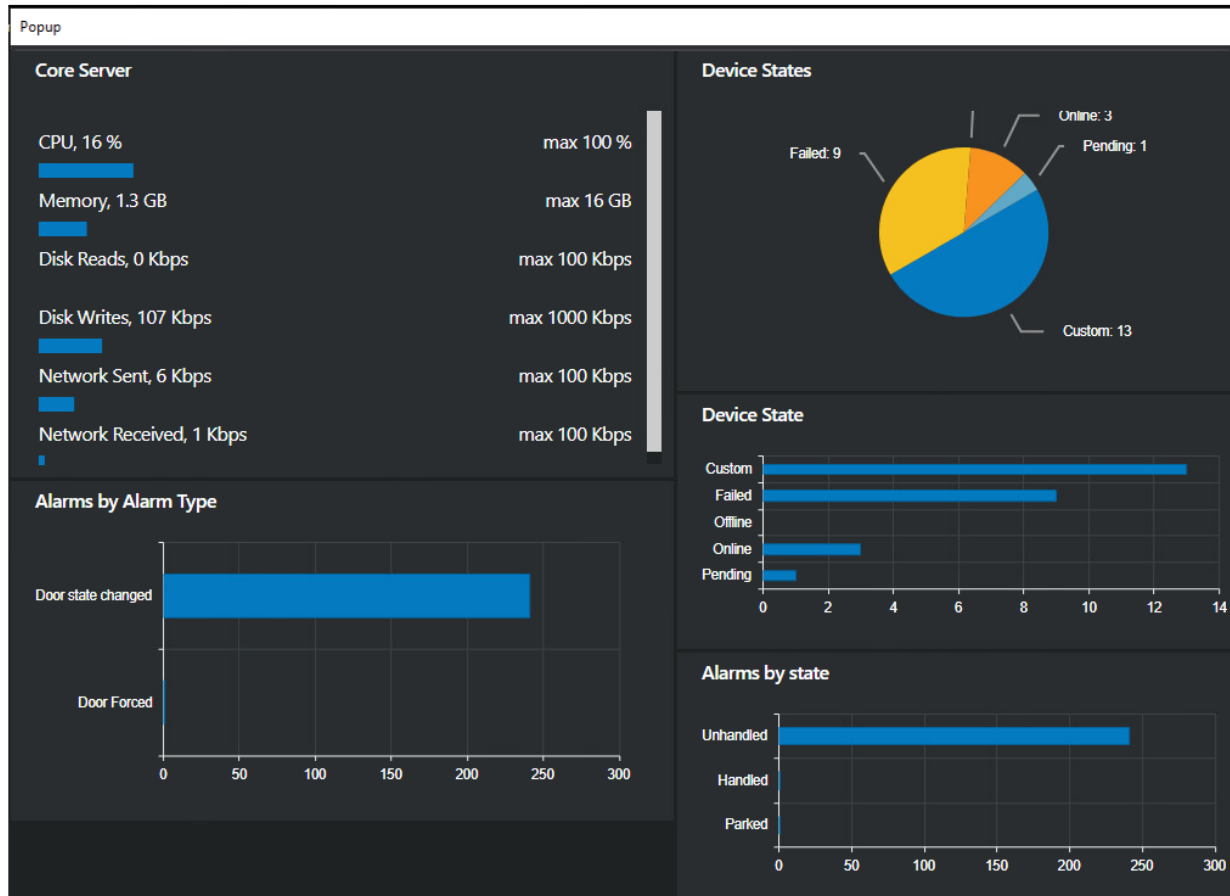 Popup
Core Server
CPU, 16 % max 100 %
Memory, 1.3 GB max 16 GB
Disk Reads, 0 Kbps max 100 Kbps
Disk Writes, 107 Kbps max 1000 Kbps
Network Sent, 6 Kbps max 100 Kbps
Network Received, 1 Kbps max 100 Kbps
Alarms by Alarm Type
Door state changed
Door Forced
0 50 100 150 200 250 300
Device States
Online: 3
Failed: 9
Pending: 1
Custom: 13
Device State
Custom
Failed
Offline
Online
Pending
0 2 4 6 8 10 12 14
Alarms by state
Unhandled
Handled
Parked
0 50 100 150 200 250 300